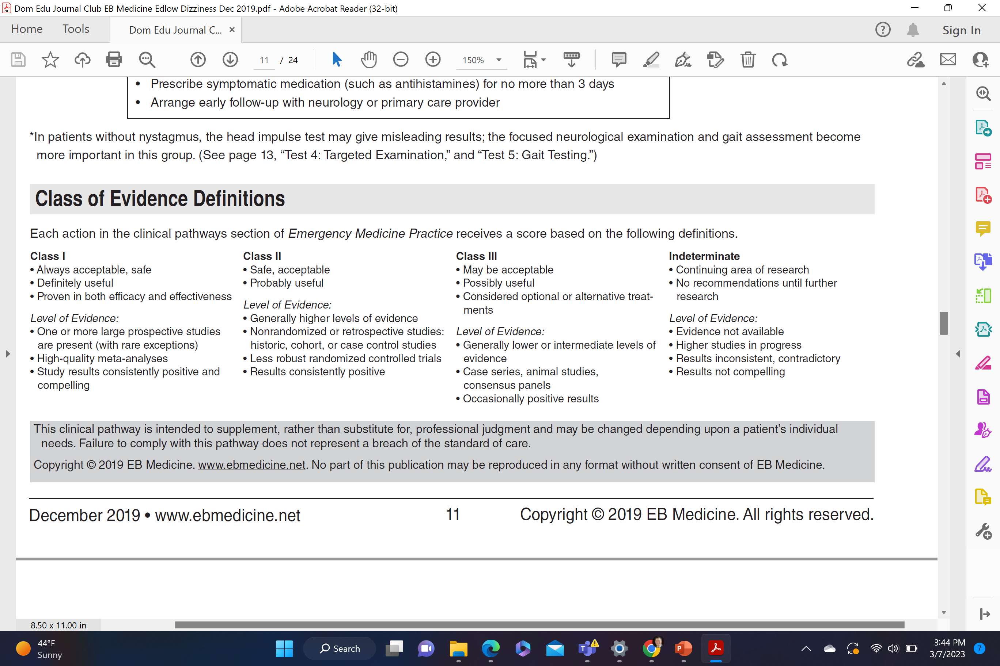 Dom Edu Journal Club EB Medicine Edlow Dizziness Dec 2019.pdf - Adobe Acrobat Reader (32-bit)
Home
Tools
Dom Edu Journal C...
Sign In
11 / 24
150%
• Prescribe symptomatic medication (such as antihistamines) for no more than 3 days
• Arrange early follow-up with neurology or primary care provider
*In patients without nystagmus, the head impulse test may give misleading results; the focused neurological examination and gait assessment become
more important in this group. (See page 13, “Test 4: Targeted Examination,” and “Test 5: Gait Testing.”)
Class of Evidence Definitions
Each action in the clinical pathways section of Emergency Medicine Practice receives a score based on the following definitions.
Class I
• Always acceptable, safe
• Definitely useful
• Proven in both efficacy and effectiveness
Level of Evidence:
• One or more large prospective studies
are present (with rare exceptions)
• High-quality meta-analyses
• Study results consistently positive and
compelling
Class II
• Safe, acceptable
• Probably useful
Level of Evidence:
• Generally higher levels of evidence
• Nonrandomized or retrospective studies:
historic, cohort, or case control studies
• Less robust randomized controlled trials
• Results consistently positive
Class III
• May be acceptable
• Possibly useful
• Considered optional or alternative treat-
ments
Level of Evidence:
• Generally lower or intermediate levels of
evidence
• Case series, animal studies,
consensus panels
• Occasionally positive results
Indeterminate
• Continuing area of research
• No recommendations until further
research
Level of Evidence:
• Evidence not available
• Higher studies in progress
• Results inconsistent, contradictory
• Results not compelling
This clinical pathway is intended to supplement, rather than substitute for, professional judgment and may be changed depending upon a patient’s individual
needs. Failure to comply with this pathway does not represent a breach of the standard of care.
Copyright © 2019 EB Medicine. www.ebmedicine.net. No part of this publication may be reproduced in any format without written consent of EB Medicine.
December 2019 • www.ebmedicine.net
11
Copyright © 2019 EB Medicine. All rights reserved.
8.50 x 11.00 in
44°F
Sunny
Search
3:44 PM
3/7/2023
7